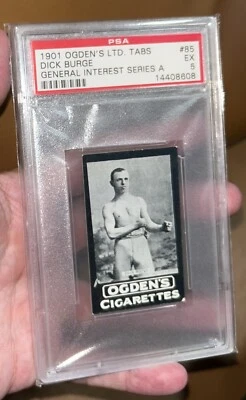 PSA
1901 OGDEN'S LTD. TABS #85
DICK BURGE EX
GENERAL INTEREST SERIES A 5
14408608
OGDEN'S
CIGARETTES